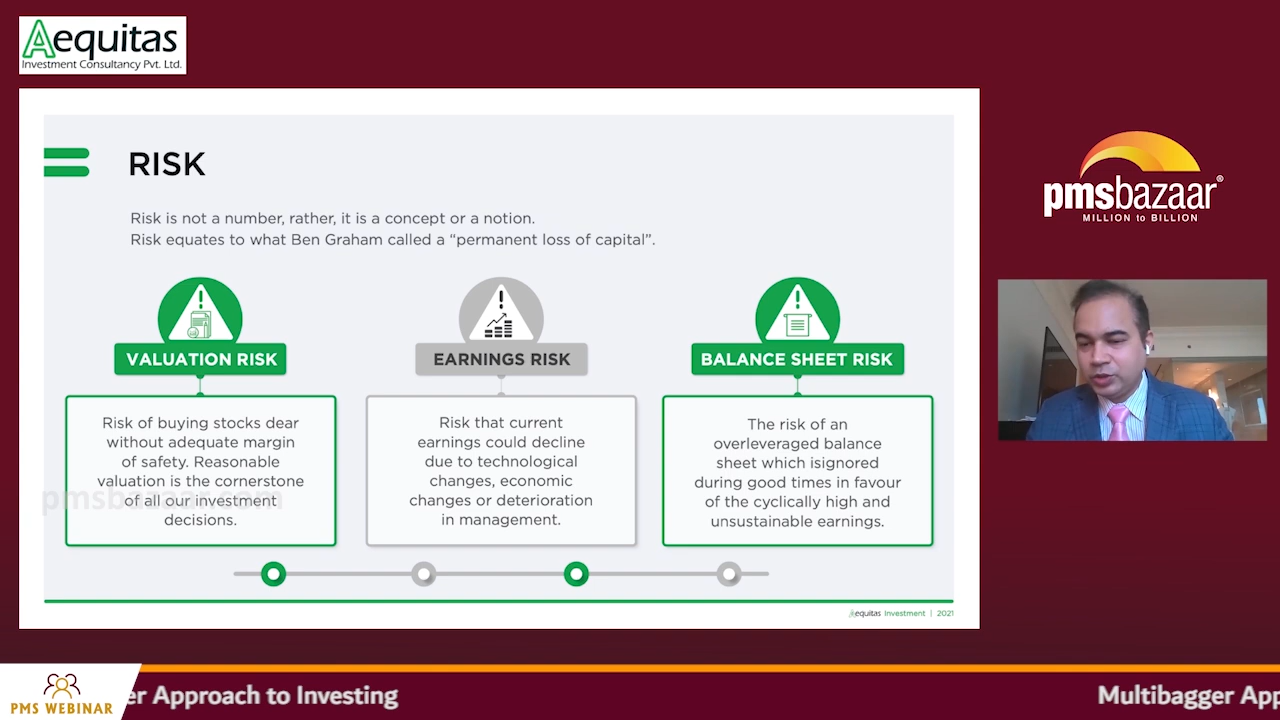 Aequitas
Investment Consultancy Pvt. Ltd.
RISK
Risk is not a number, rather, it is a concept or a notion.
Risk equates to what Ben Graham called a “permanent loss of capital”.
VALUATION RISK
Risk of buying stocks dear
without adequate margin
of safety. Reasonable
valuation is the cornerstone
of all our investment
decisions.
EARNINGS RISK
Risk that current
earnings could decline
due to technological
changes, economic
changes or deterioration
in management.
BALANCE SHEET RISK
The risk of an
overleveraged balance
sheet which isignored
during good times in favour
of the cyclically high and
unsustainable earnings.
pmsbazaar.com
Aequitas Investment | 2021
pmsbazaar®
MILLION to BILLION
PMS WEBINAR
er Approach to Investing
Multibagger App